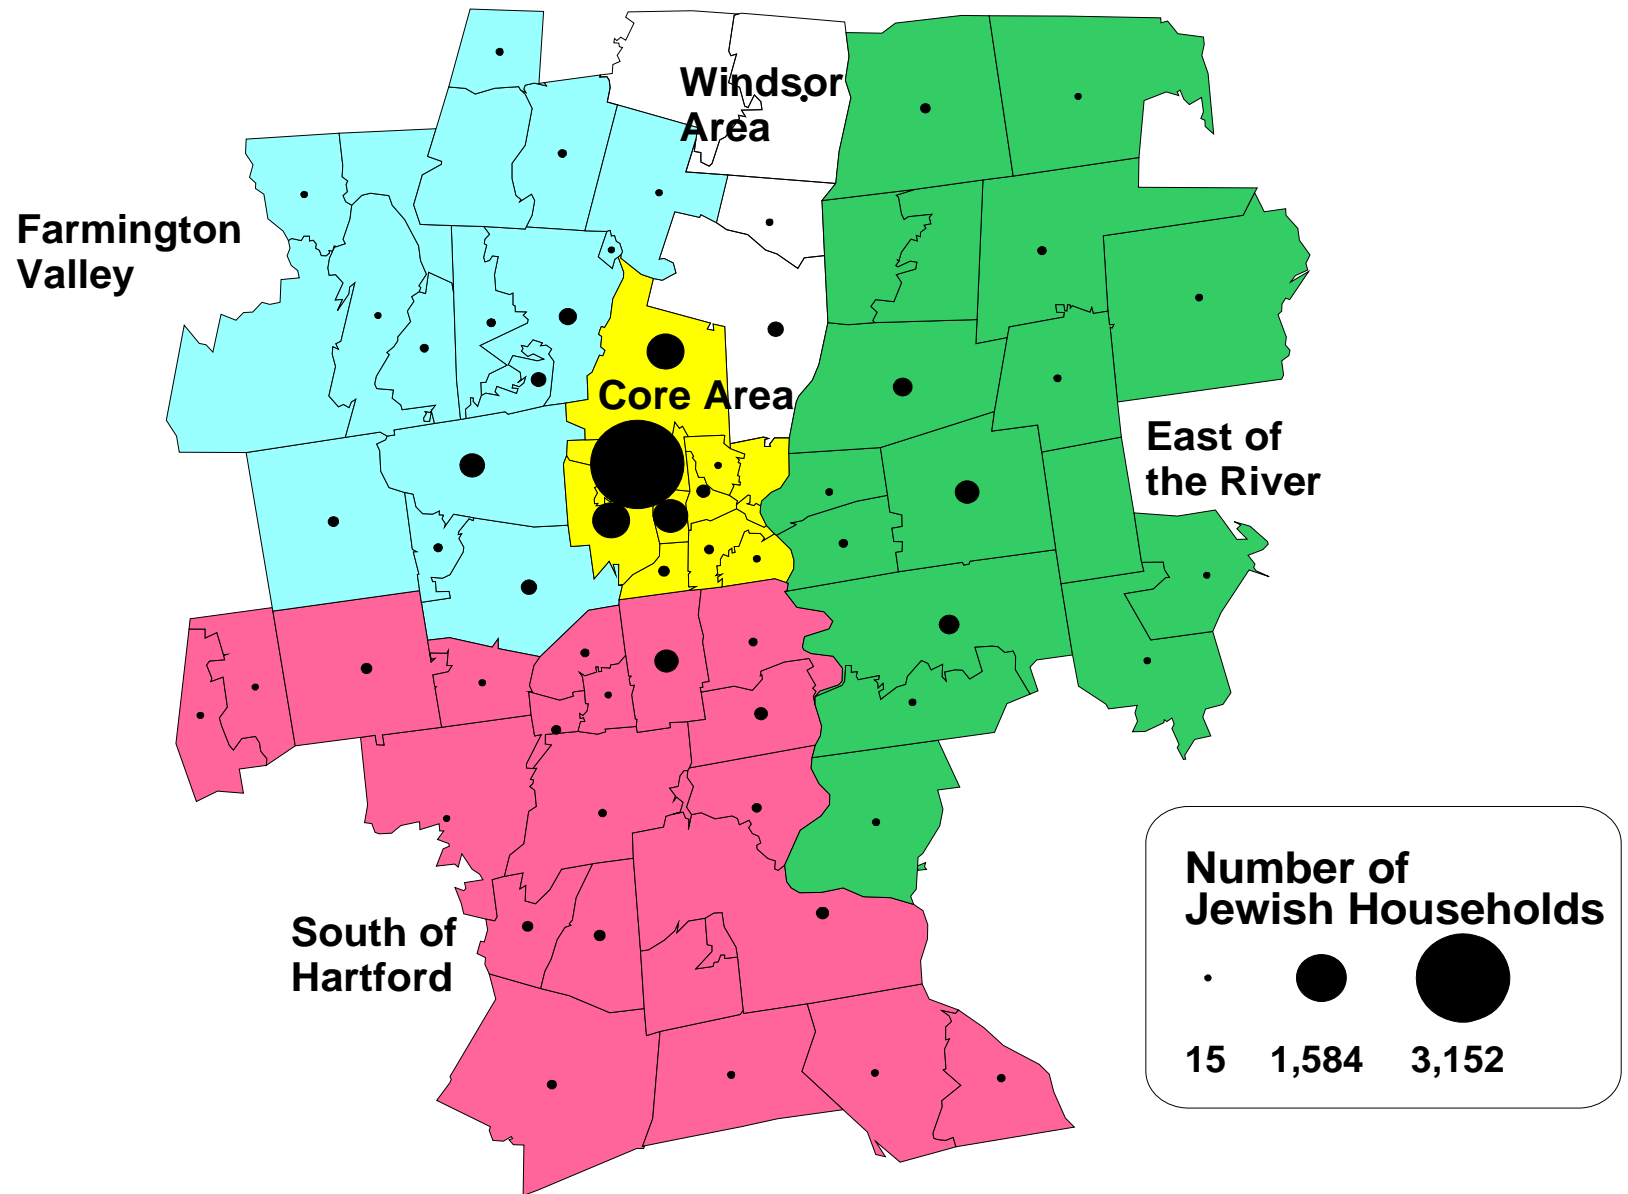 Windsor
Area
Farmington
Valley
Core Area
East of
the River
South of
Hartford
Number of
Jewish Households
15 1,584 3,152